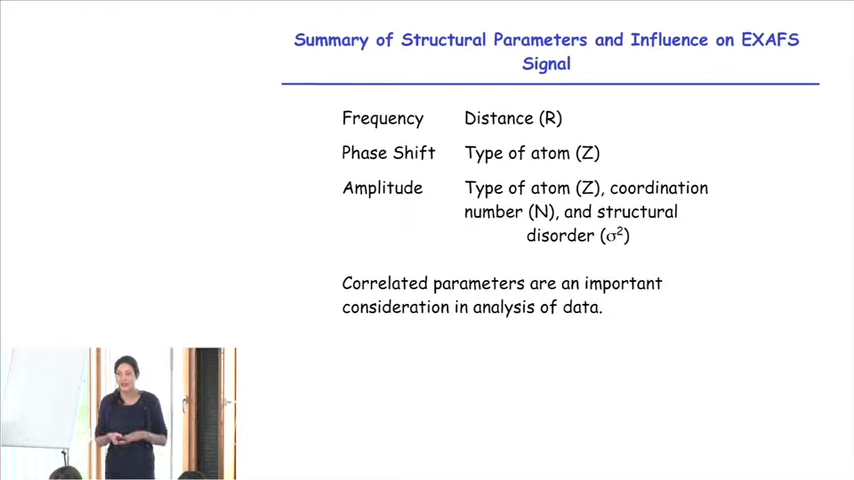 Summary of Structural Parameters and Influence on EXAFS
Signal
Frequency Distance (R)
Phase Shift Type of atom (Z)
Amplitude Type of atom (Z), coordination
number (N), and structural
disorder (σ²)
Correlated parameters are an important
consideration in analysis of data.